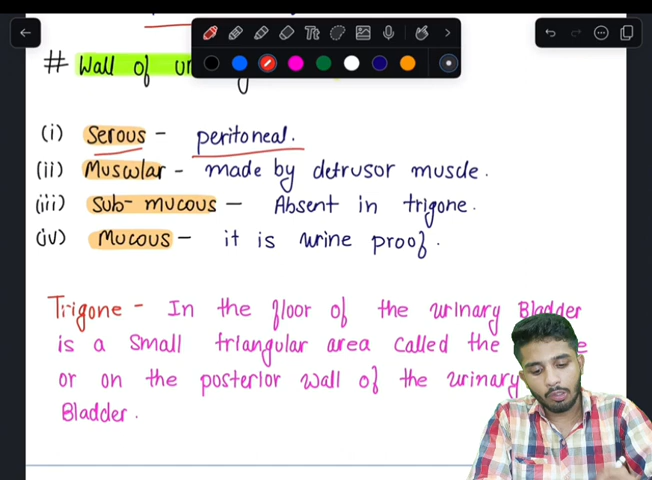 # Wall of
(i) Serous - peritoneal.
(ii) Muscular - made by detrusor muscle.
(iii) Sub-mucous - Absent in trigone.
(iv) Mucous - it is urine proof.
Trigone - In the floor of the urinary Bladder
is a small triangular area called the
or on the posterior wall of the urinary
Bladder.